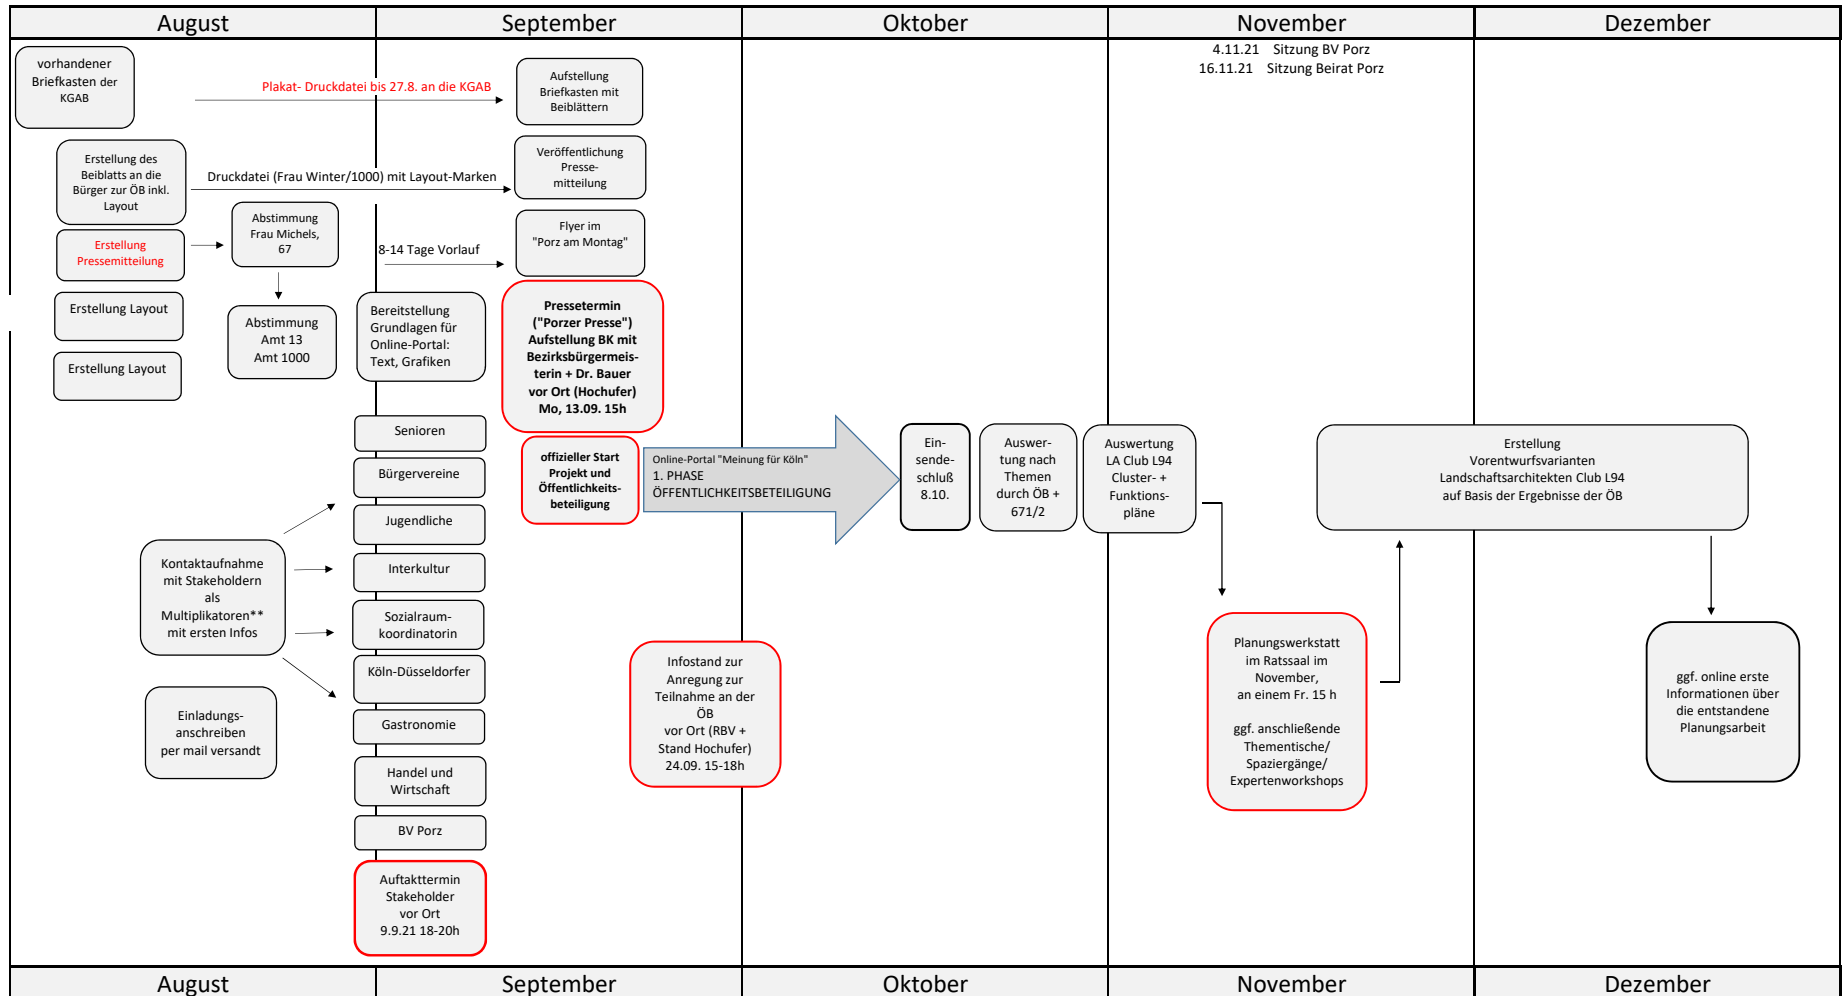 August
September
Oktober
November
Dezember
4.11.21 Sitzung BV Porz
16.11.21 Sitzung Beirat Porz
vorhandener
Briefkasten der
KGAB
Plakat- Druckdatei bis 27.8. an die KGAB
Aufstellung
Briefkasten mit
Beiblättern
Erstellung des
Beiblatts an die
Bürger zur ÖB inkl.
Layout
Druckdatei (Frau Winter/1000) mit Layout-Marken
Veröffentlichung
Presse-
mitteilung
Erstellung
Pressemitteilung
Abstimmung
Frau Michels,
67
8-14 Tage Vorlauf
Flyer im
"Porz am Montag"
Erstellung Layout
Abstimmung
Amt 13
Amt 1000
Erstellung Layout
Bereitstellung
Grundlagen für
Online-Portal:
Text, Grafiken
Pressetermin
("Porzer Presse")
Aufstellung BK mit
Bezirksbürgermeis-
terin + Dr. Bauer
vor Ort (Hochufer)
Mo, 13.09. 15h
Senioren
Bürgervereine
Jugendliche
Interkultur
Sozialraum-
koordinatorin
Köln-Düsseldorfer
Gastronomie
Handel und
Wirtschaft
BV Porz
Auftakttermin
Stakeholder
vor Ort
9.9.21 18-20h
Kontaktaufnahme
mit Stakeholdern
als
Multiplikatoren**
mit ersten Infos
Einladungs-
anschreiben
per mail versandt
offizieller Start
Projekt und
Öffentlichkeits-
beteiligung
Online-Portal "Meinung für Köln"
1. PHASE
ÖFFENTLICHKEITSBETEILIGUNG
Ein-
sende-
schluß
8.10.
Auswer-
tung nach
Themen
durch ÖB +
671/2
Auswertung
LA Club L94
Cluster- +
Funktions-
pläne
Erstellung
Vorentwurfsvarianten
Landschaftsarchitekten Club L94
auf Basis der Ergebnisse der ÖB
Infostand zur
Anregung zur
Teilnahme an der
ÖB
vor Ort (RBV +
Stand Hochufer)
24.09. 15-18h
Planungswerkstatt
im Ratssaal im
November,
an einem Fr. 15 h
ggf. anschließende
Thementische/
Spaziergänge/
Expertenworkshops
ggf. online erste
Informationen über
die entstandene
Planungsarbeit
August
September
Oktober
November
Dezember